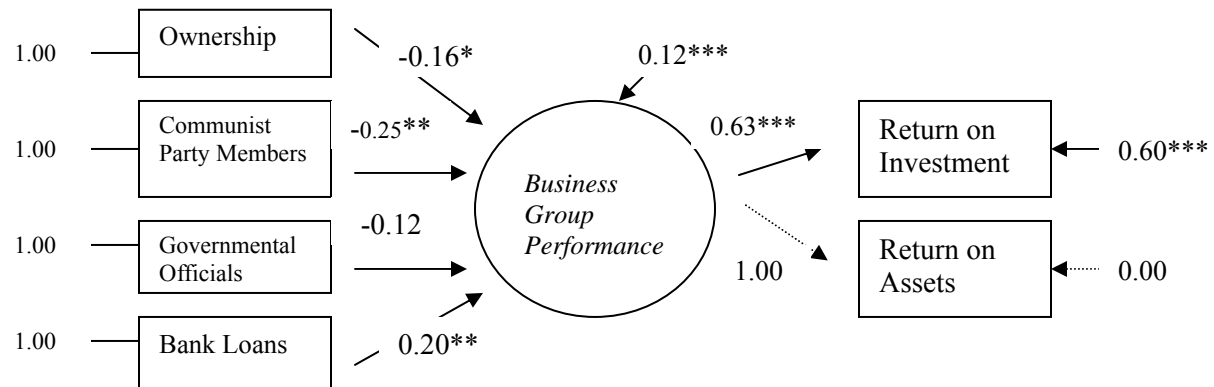 1.00
Ownership
-0.16*
0.12***
1.00
Communist
Party Members
-0.25**
0.63***
Return on
Investment
0.60***
Business
Group
Performance
1.00
Governmental
Officials
-0.12
1.00
Return on
Assets
0.00
1.00
Bank Loans
0.20**